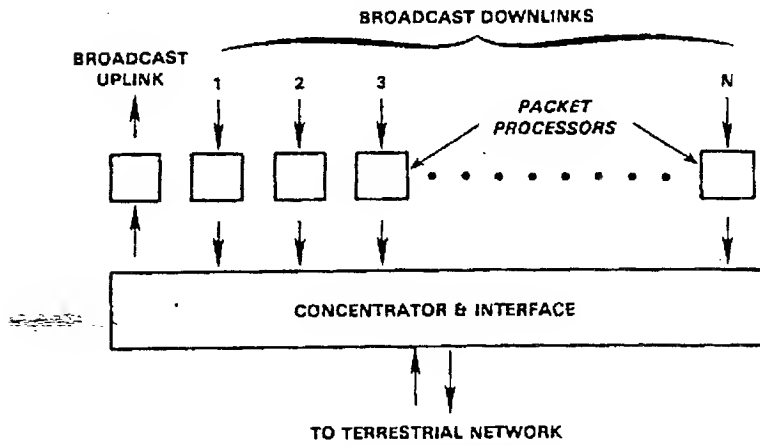 BROADCAST DOWNLINKS
BROADCAST
UPLINK
1
2
3
N
PACKET
PROCESSORS
CONCENTRATOR & INTERFACE
TO TERRESTRIAL NETWORK